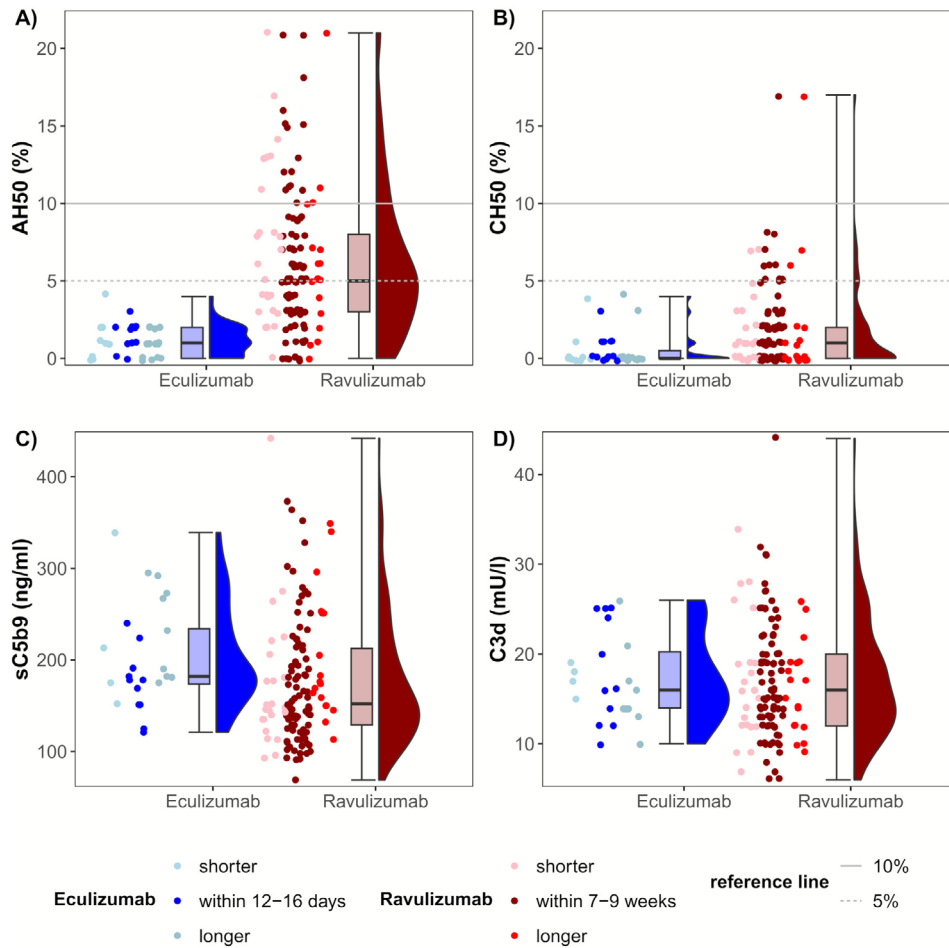 A)
AH50 (%)
20
15
10
5
0
Eculizumab
Ravulizumab
B)
CH50 (%)
20
15
10
5
0
Eculizumab
Ravulizumab
C)
sC5b9 (ng/ml)
400
300
200
100
Eculizumab
Ravulizumab
D)
C3d (mU/l)
40
30
20
10
Eculizumab
Ravulizumab
Eculizumab
shorter
within 12−16 days
longer
Ravulizumab
shorter
within 7−9 weeks
longer
reference line
10%
5%